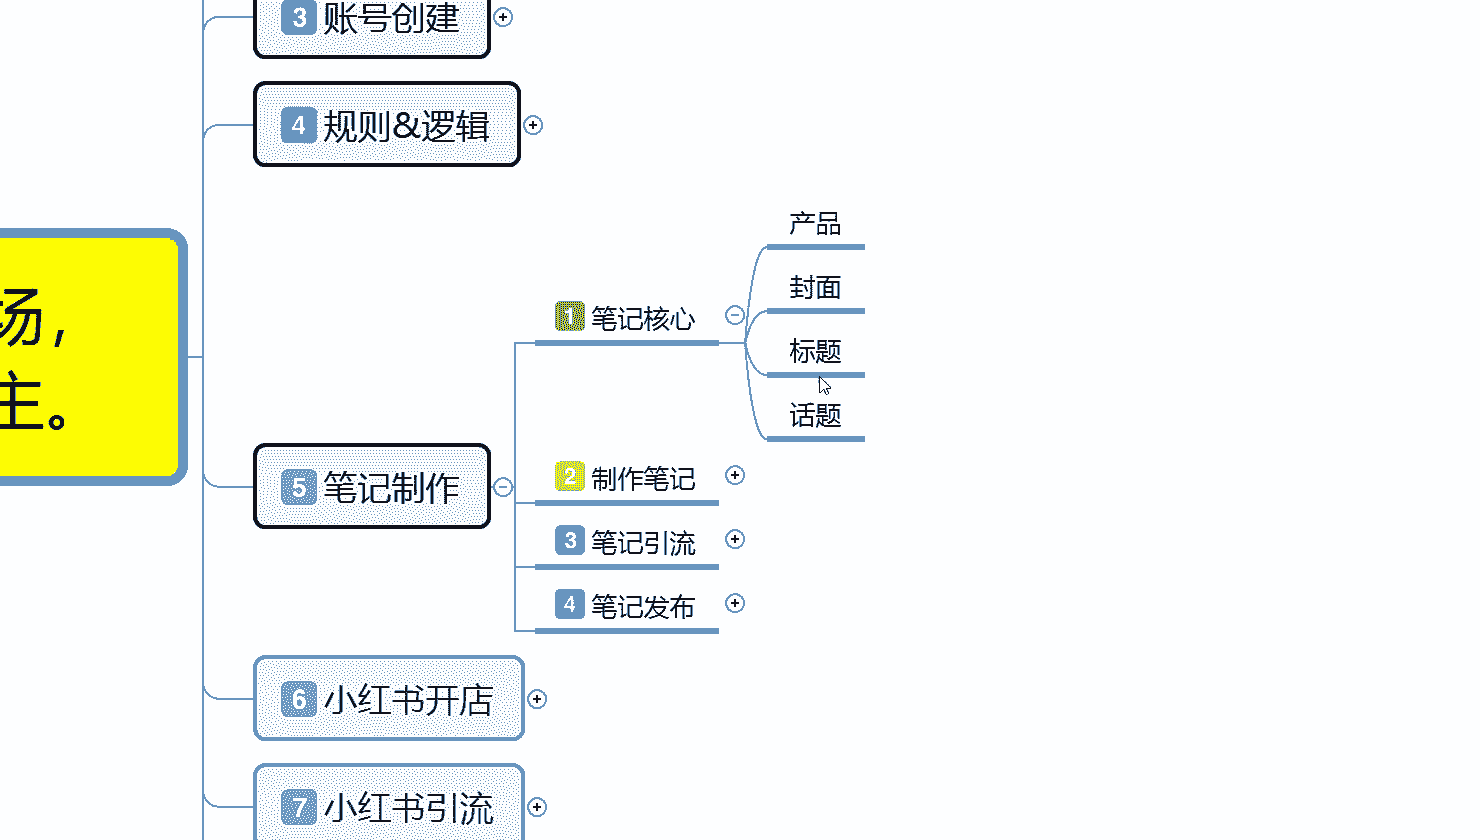 3 账号创建
4 规则&逻辑
场，
主。
产品
封面
1 笔记核心
标题
话题
2 制作笔记
5 笔记制作
3 笔记引流
4 笔记发布
6 小红书开店
7 小红书引流